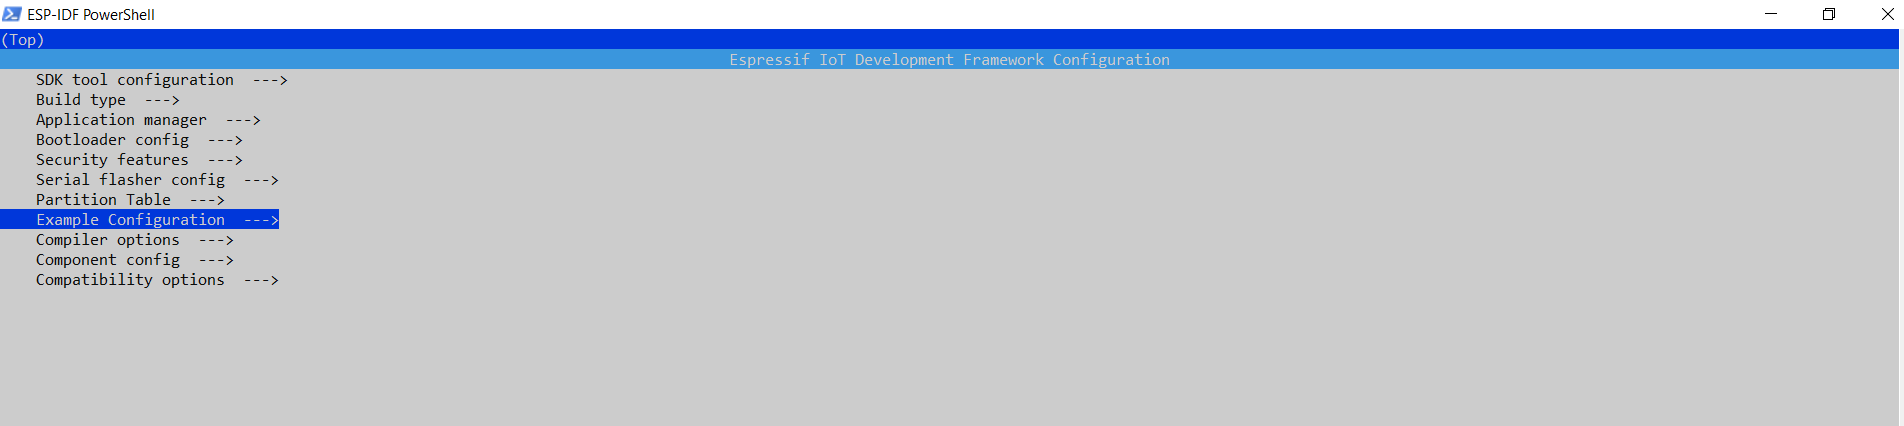 ESP-IDF PowerShell
(Top)
Espressif IoT Development Framework Configuration
SDK tool configuration  --->
Build type  --->
Application manager  --->
Bootloader config  --->
Security features  --->
Serial flasher config  --->
Partition Table  --->
Example Configuration  --->
Compiler options  --->
Component config  --->
Compatibility options  --->